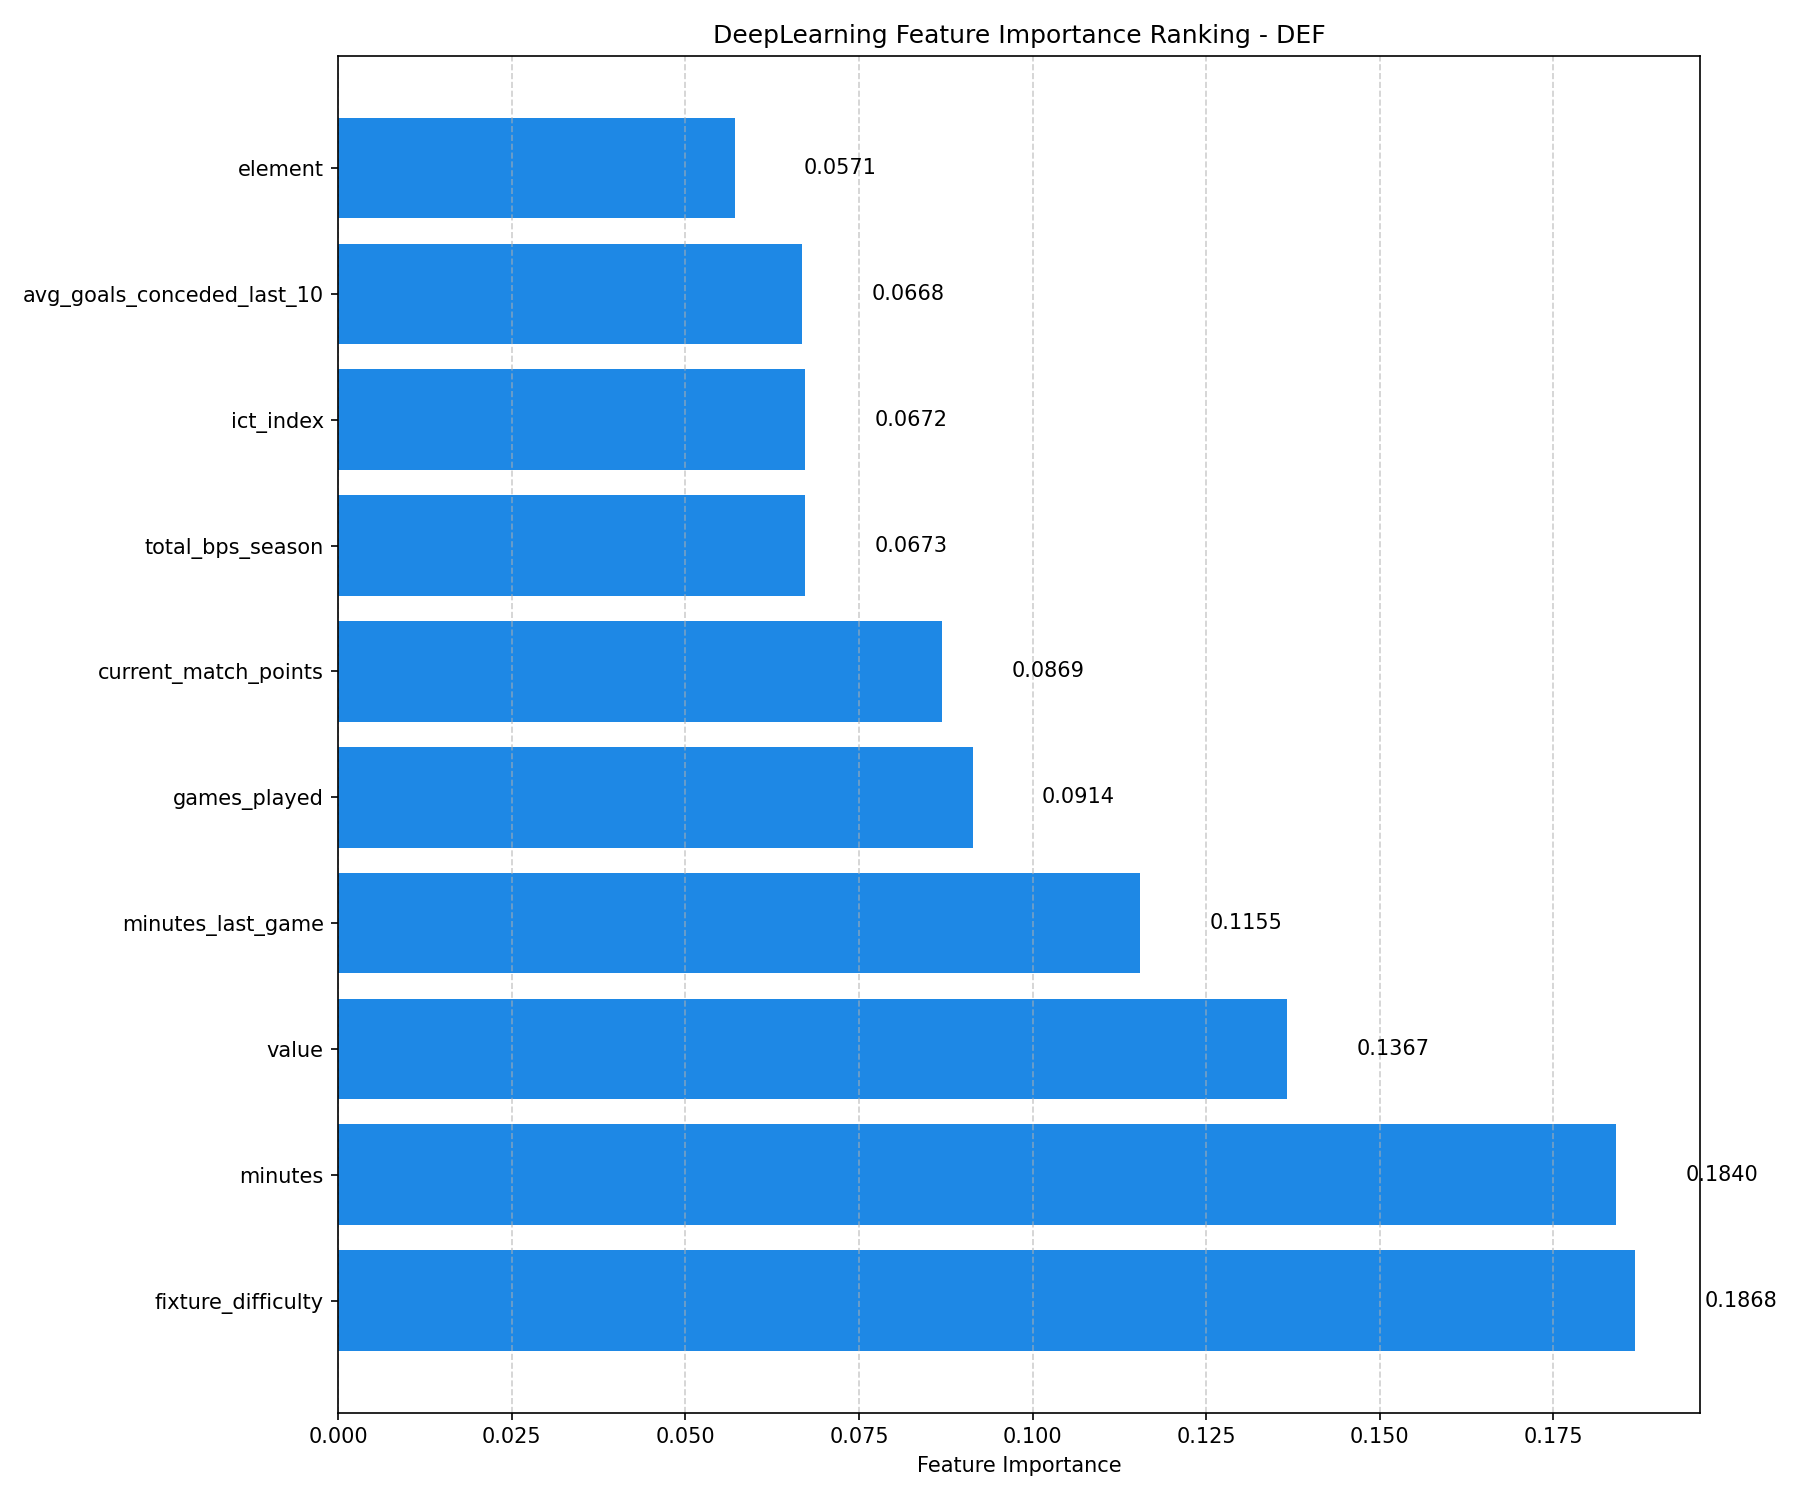 DeepLearning Feature Importance Ranking - DEF
element 0.0571
avg_goals_conceded_last_10 0.0668
ict_index 0.0672
total_bps_season 0.0673
current_match_points 0.0869
games_played 0.0914
minutes_last_game 0.1155
value 0.1367
minutes 0.1840
fixture_difficulty 0.1868
0.000 0.025 0.050 0.075 0.100 0.125 0.150 0.175
Feature Importance